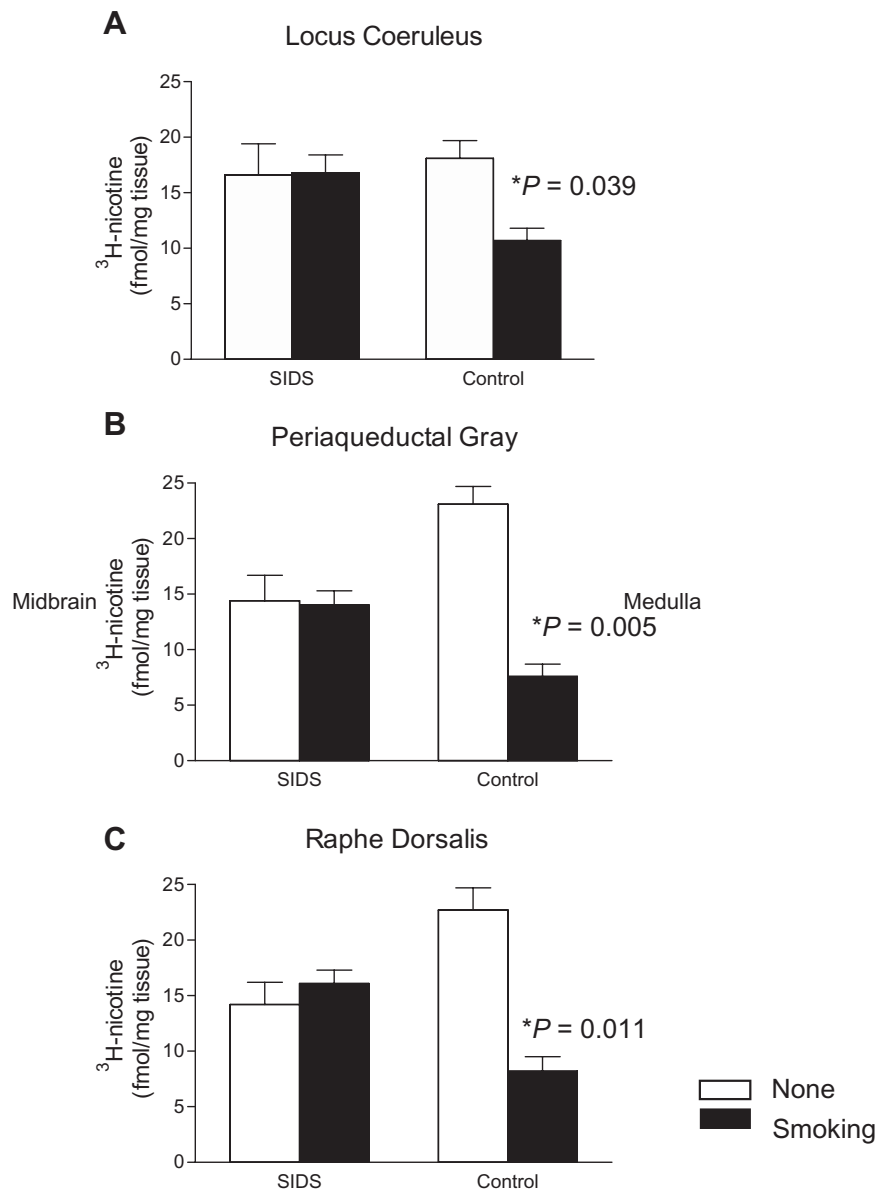 A
Locus Coeruleus
³H-nicotine
(fmol/mg tissue)
25
20
15
10
5
0
*P = 0.039
SIDS
Control
B
Periaqueductal Gray
³H-nicotine
(fmol/mg tissue)
25
20
15
10
5
0
Midbrain
Medulla
*P = 0.005
SIDS
Control
C
Raphe Dorsalis
³H-nicotine
(fmol/mg tissue)
25
20
15
10
5
0
*P = 0.011
SIDS
Control
None
Smoking